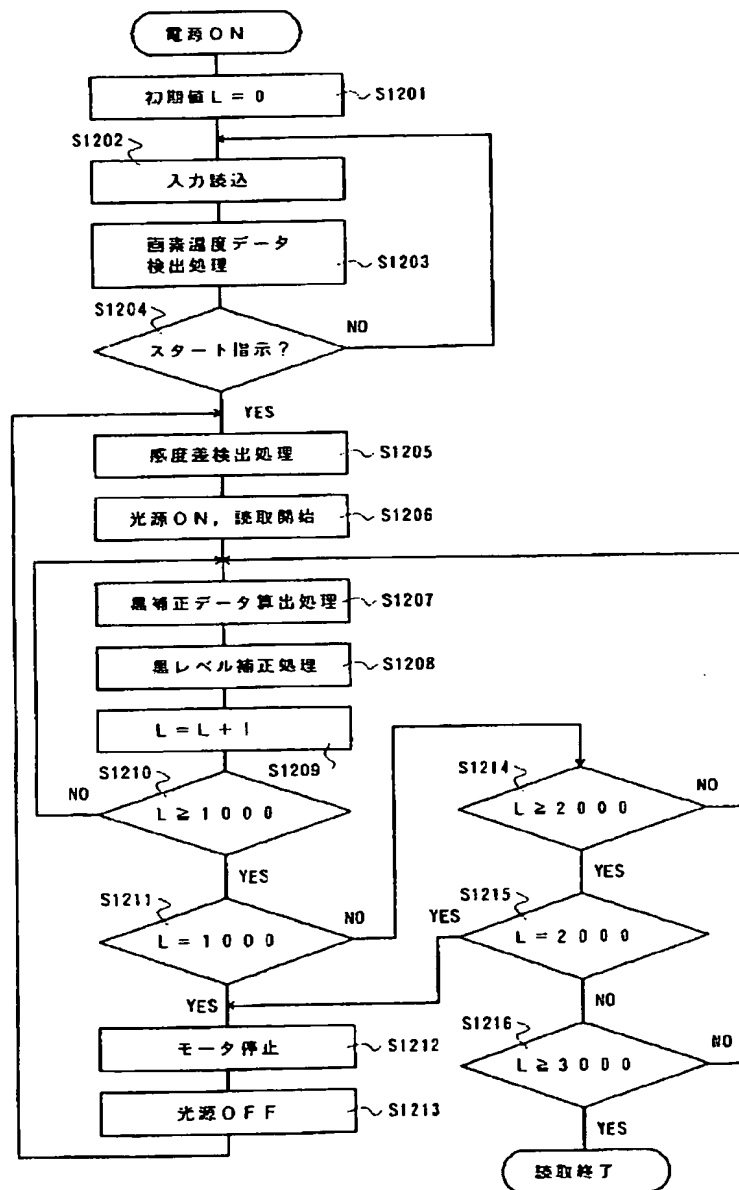 電源ON
初期値L=0
S1201
S1202
入力読込
画素温度データ
検出処理
S1203
S1204
スタート指示?
NO
YES
感度差検出処理
S1205
光源ON,読取開始
S1206
黒補正データ算出処理
S1207
黒レベル補正処理
S1208
L=L+1
S1209
S1210
NO
L≧1000
YES
S1211
L=1000
NO
YES
モータ停止
S1212
光源OFF
S1213
S1214
L≧2000
NO
YES
S1215
YES
L=2000
NO
S1216
L≧3000
NO
YES
読取終了